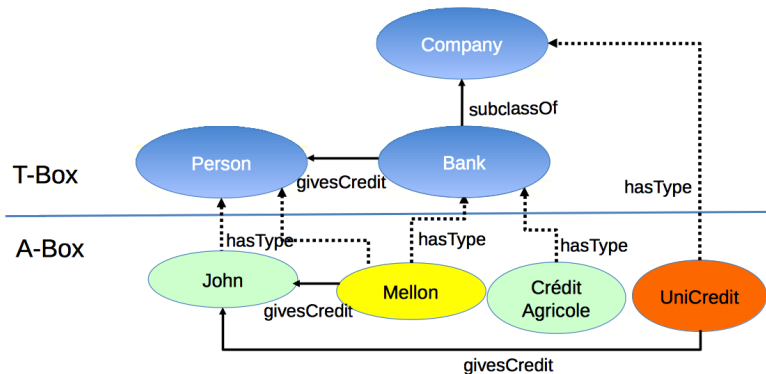 Company
subclassOf
Person
Bank
givesCredit
T-Box
hasType
A-Box
hasType
hasType
hasType
John
Mellon
Crédit
Agricole
UniCredit
givesCredit
givesCredit